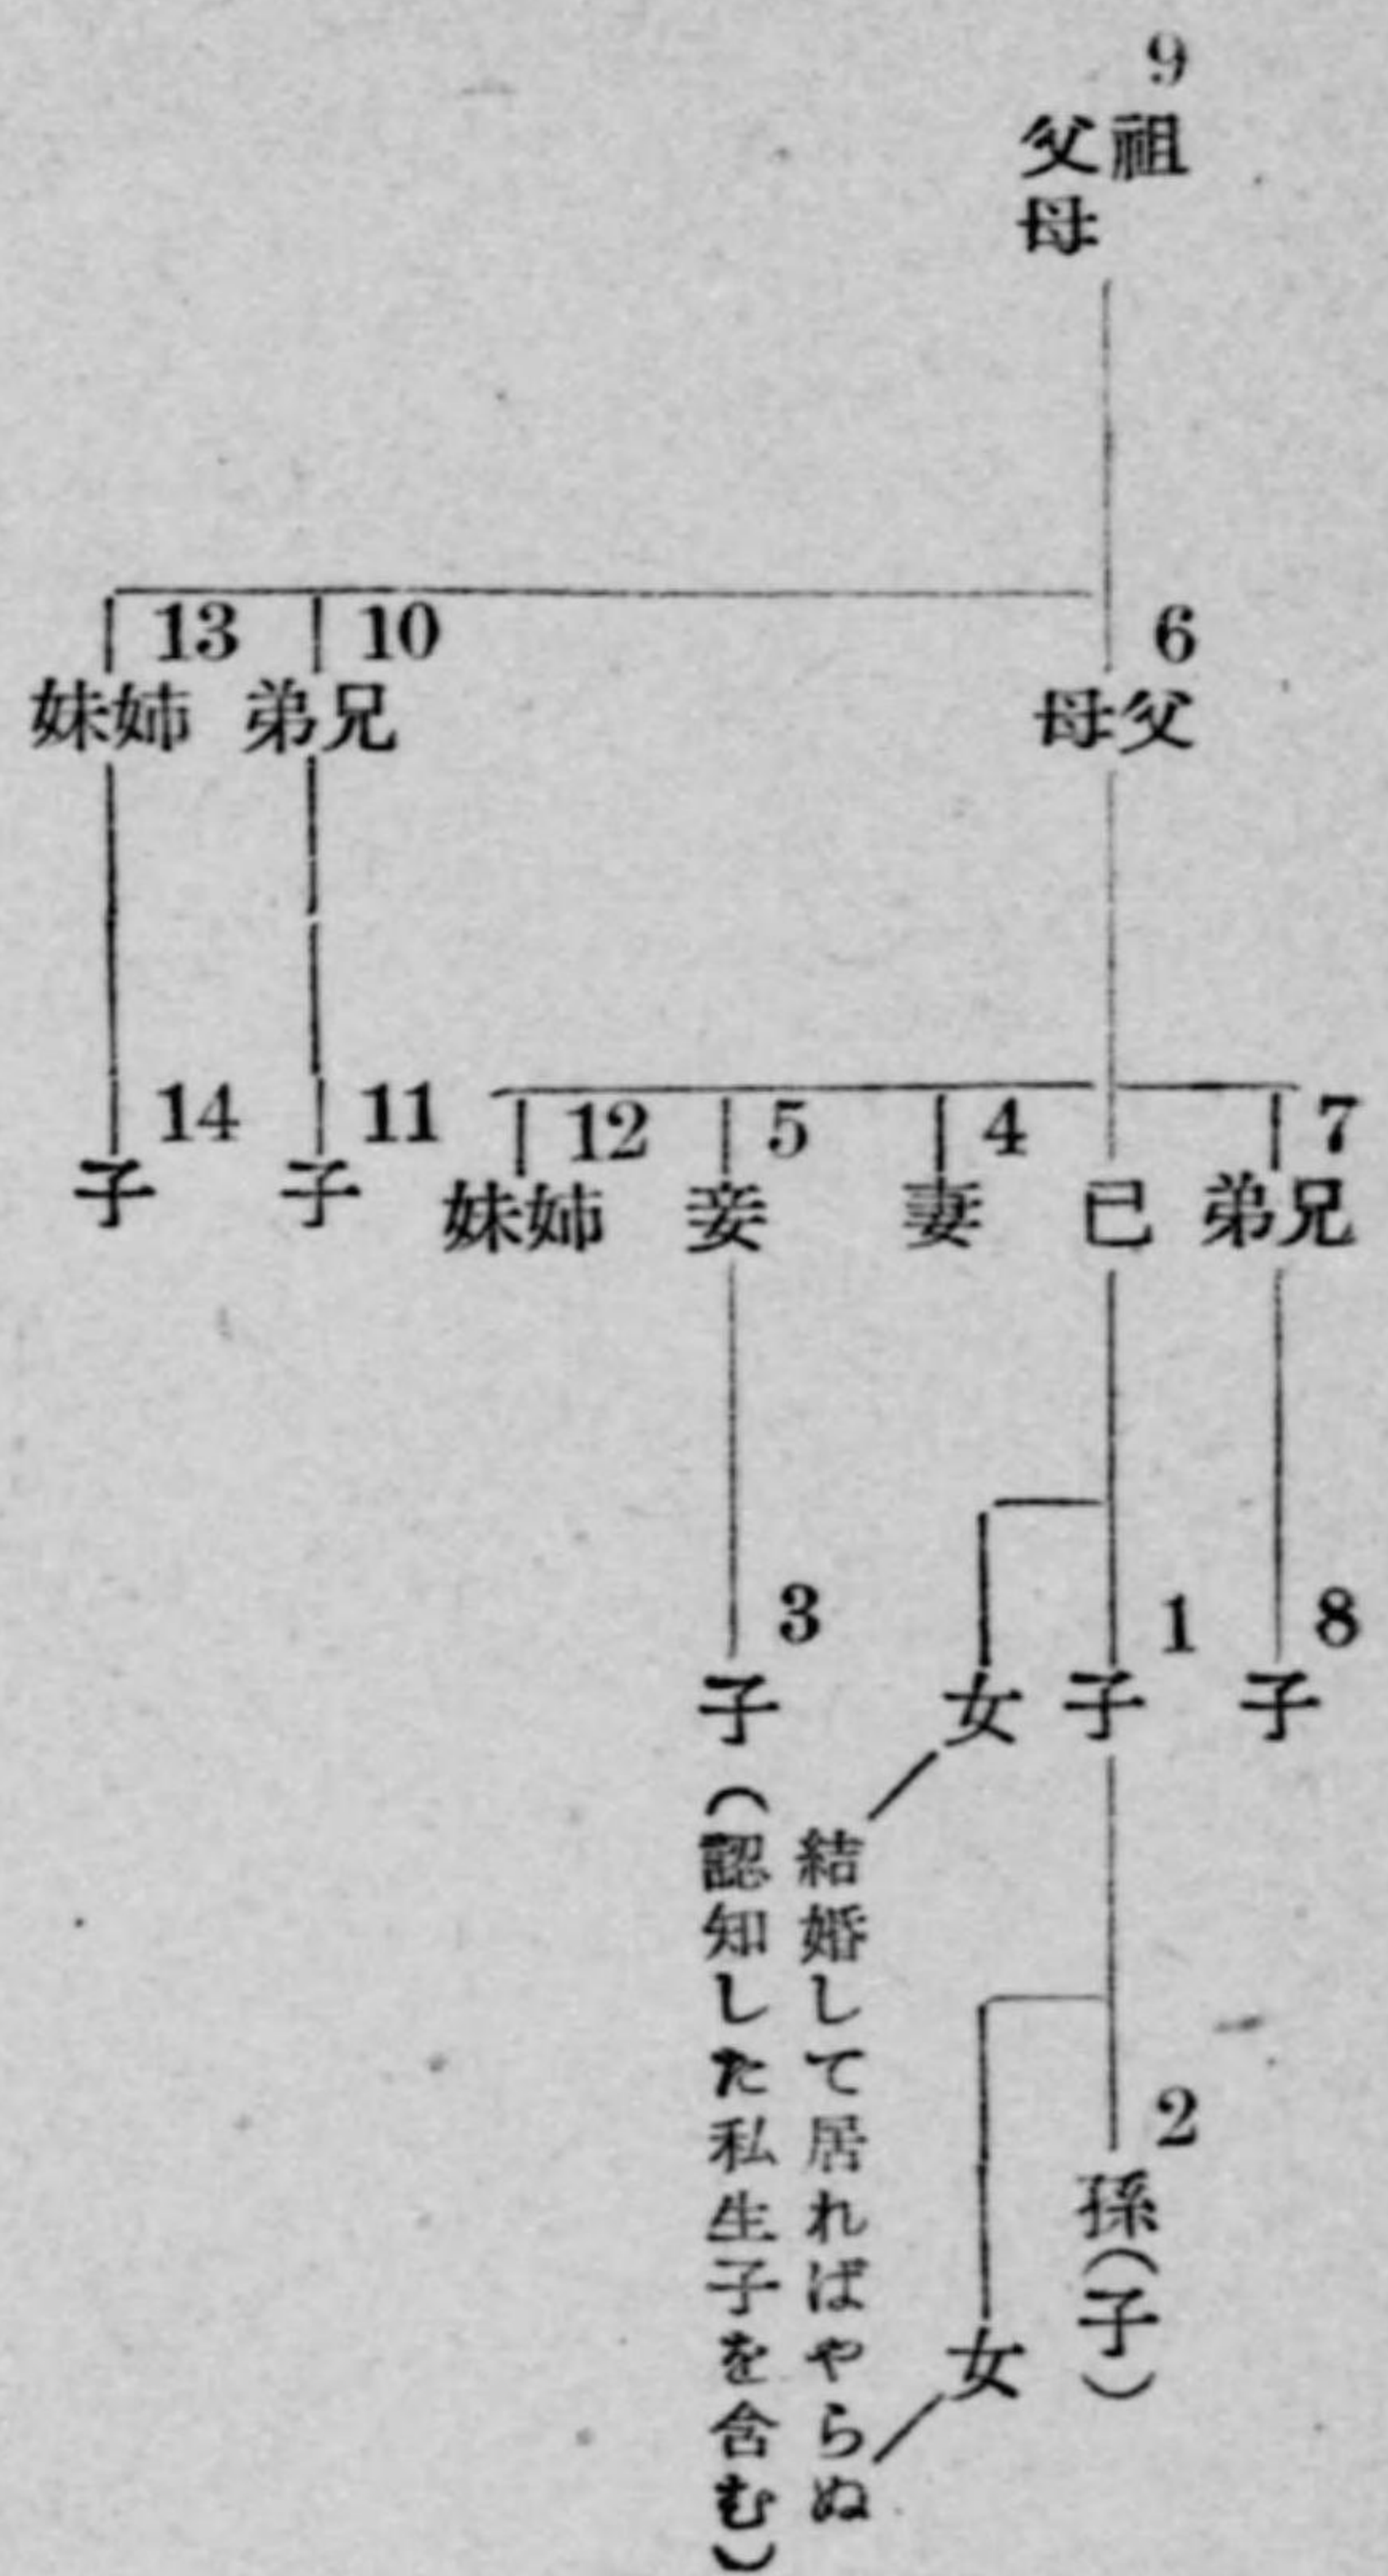 9
祖
父母
6
父母
10
兄弟
13
姉妹
7
兄弟
已
4
妻
5
妾
12
姉妹
11
子
14
子
8
子
1
子
女
3
子
(認知した私生子を含む)
結婚して居ればやらぬ
2
孫(子)
女